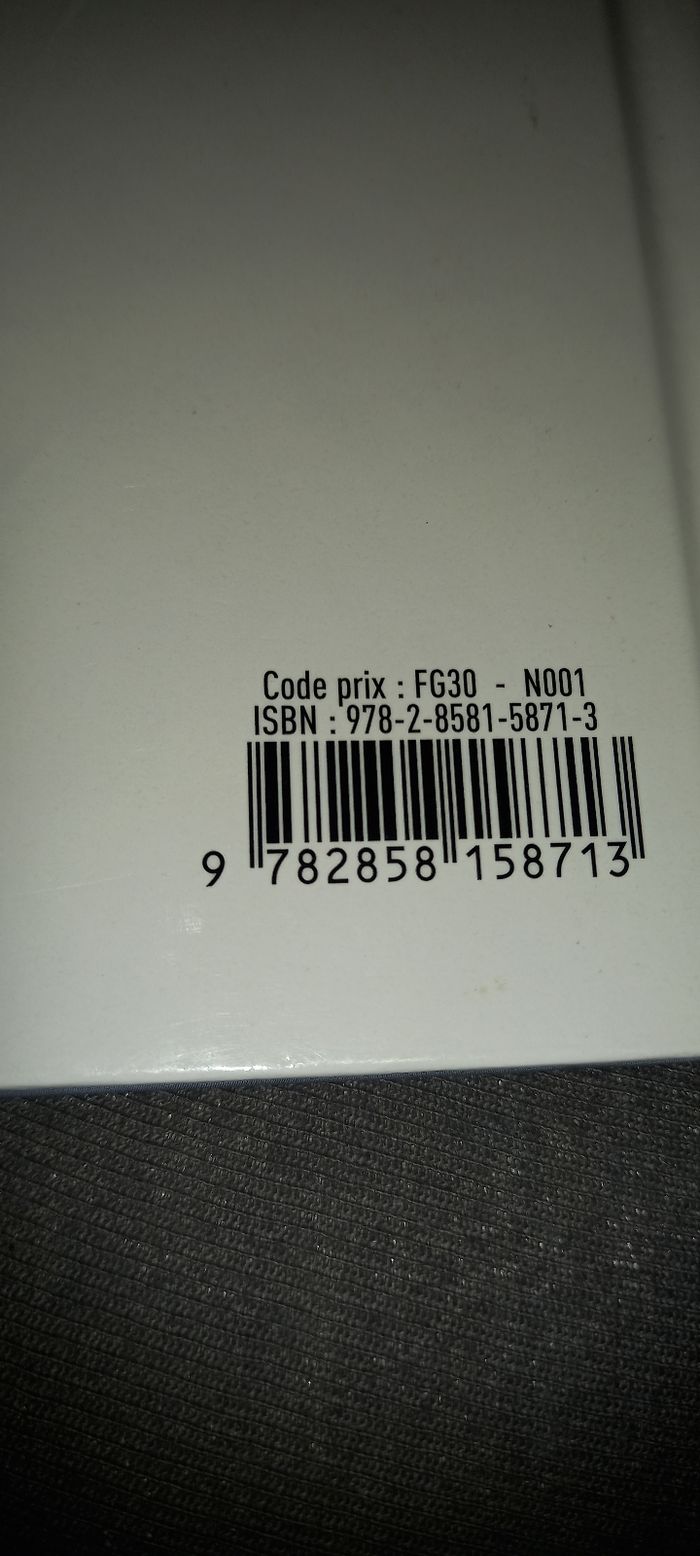 Code prix : FG30 - N001
ISBN : 978-2-8581-5871-3
9 782858 158713